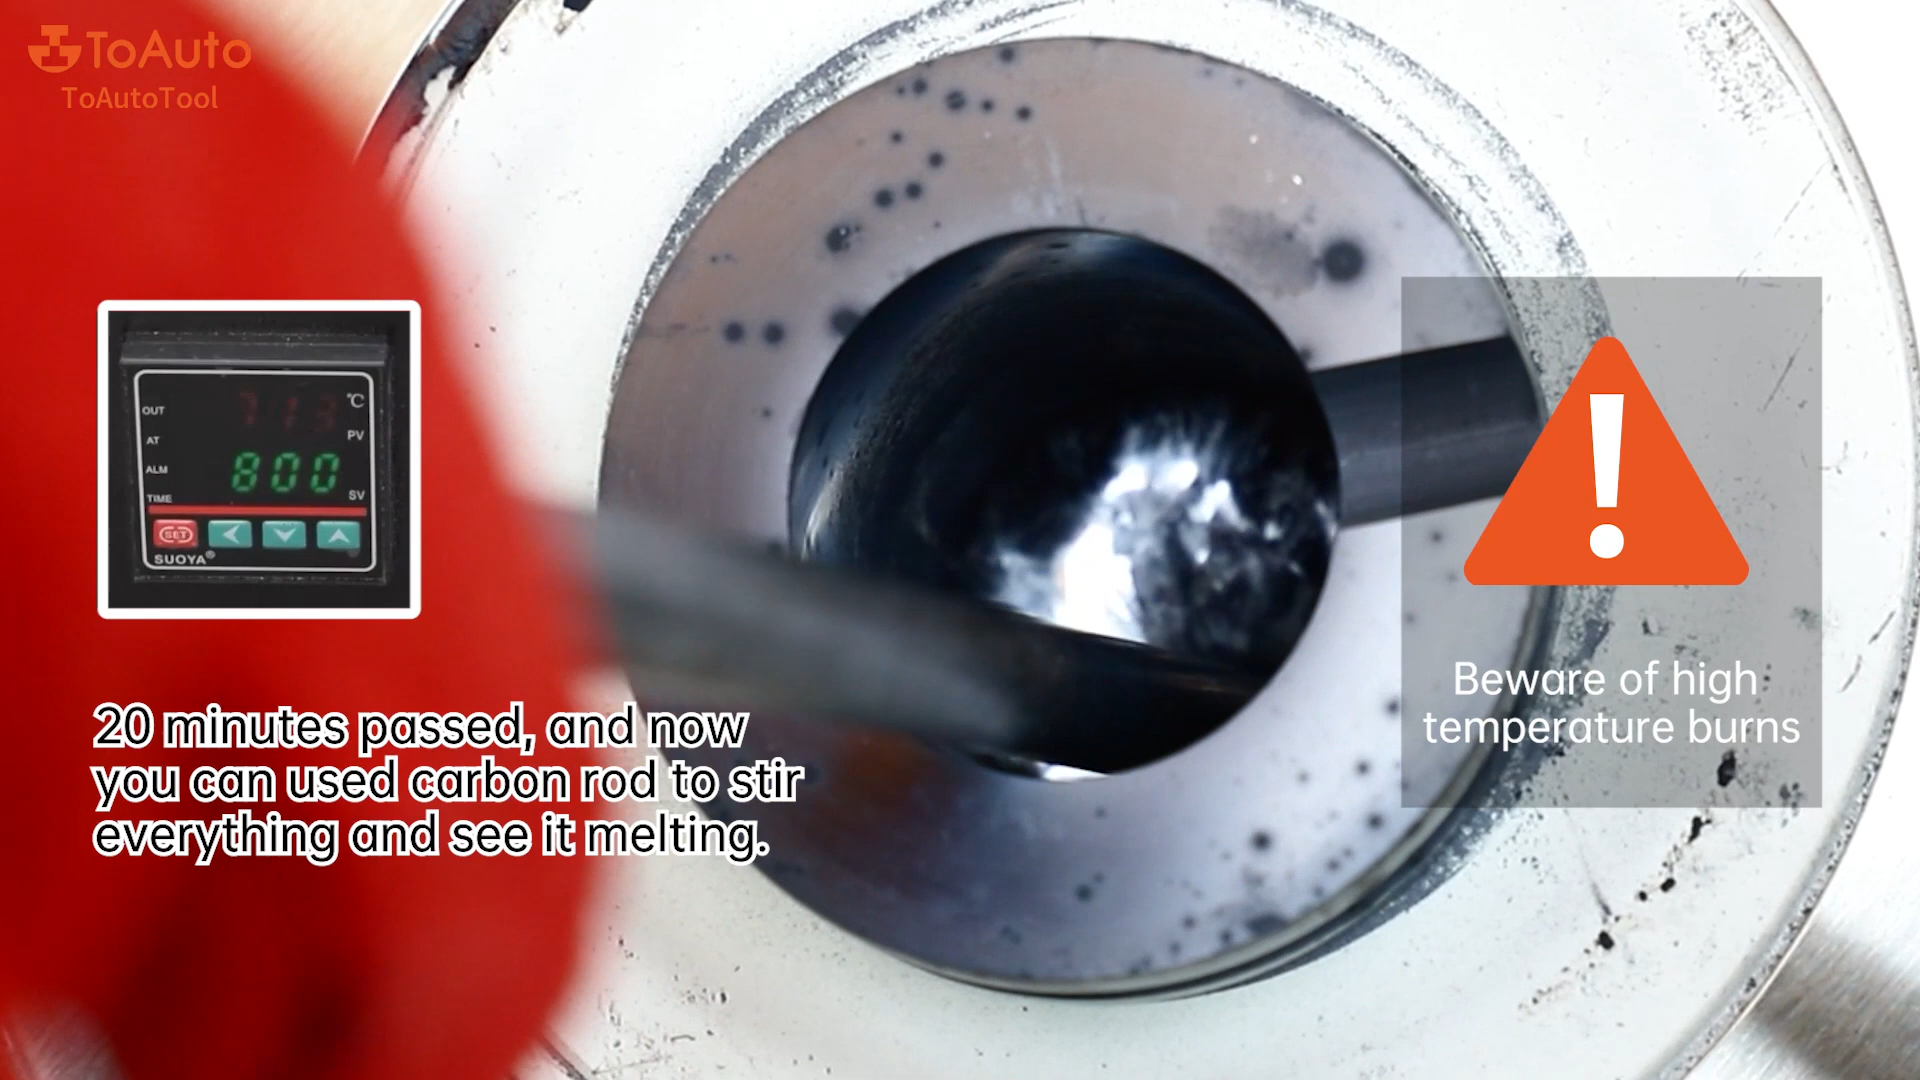 ToAuto
ToAutoTool
713 ℃
OUT
PV
AT
800
ALM
SV
TIME
SET
SUOYA®
20 minutes passed, and now
you can used carbon rod to stir
everything and see it melting.
!
Beware of high
temperature burns